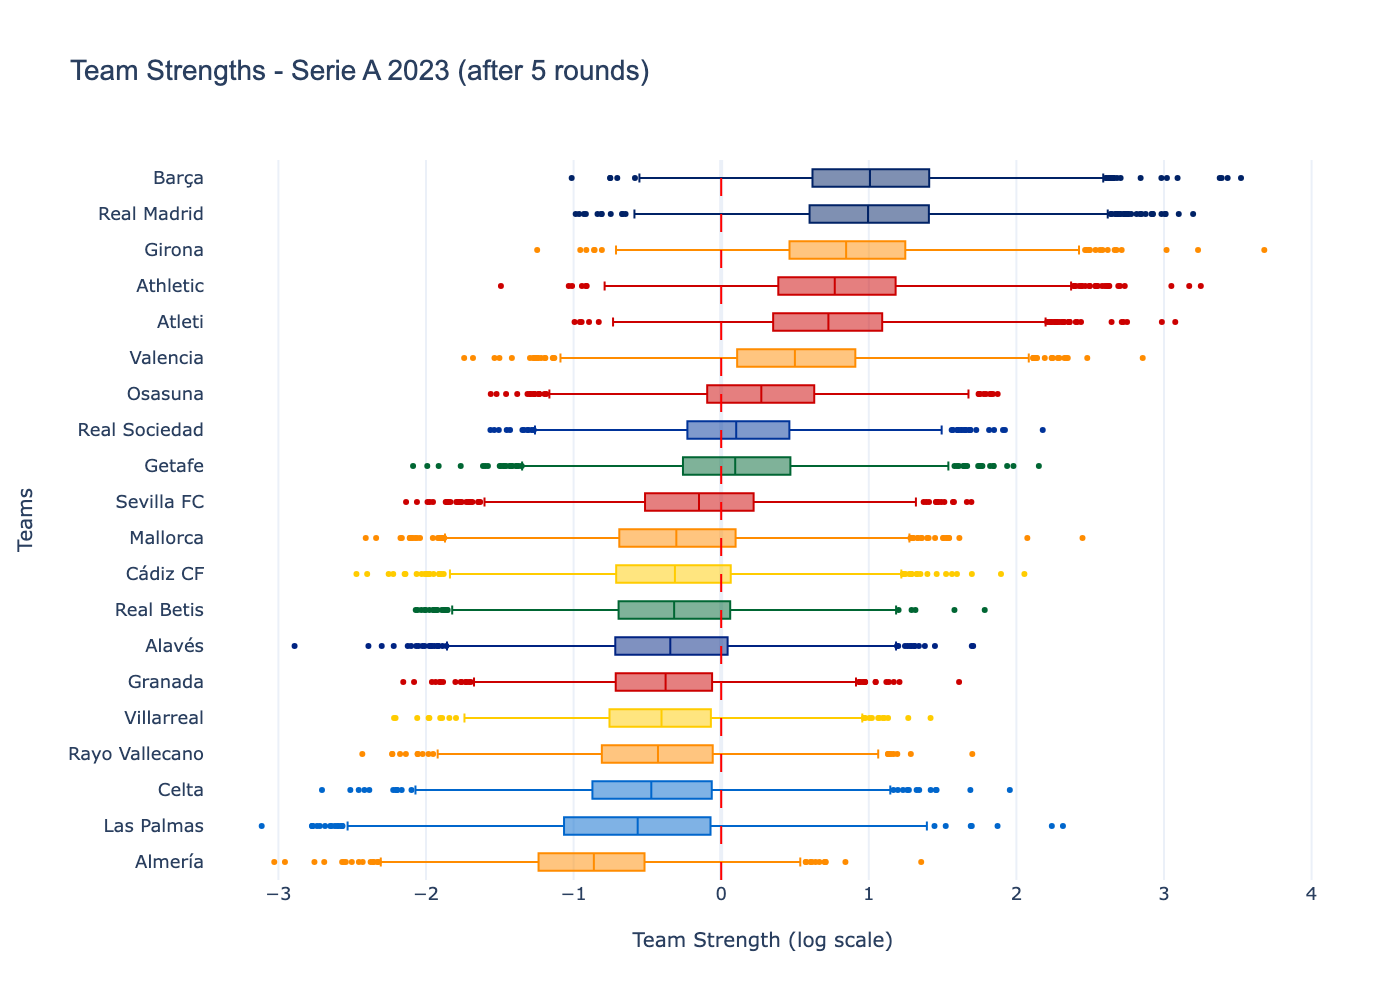 Team Strengths - Serie A 2023 (after 5 rounds)
Barça
Real Madrid
Girona
Athletic
Atleti
Valencia
Osasuna
Real Sociedad
Getafe
Sevilla FC
Mallorca
Cádiz CF
Real Betis
Alavés
Granada
Villarreal
Rayo Vallecano
Celta
Las Palmas
Almería
Teams
−3 −2 −1 0 1 2 3 4
Team Strength (log scale)